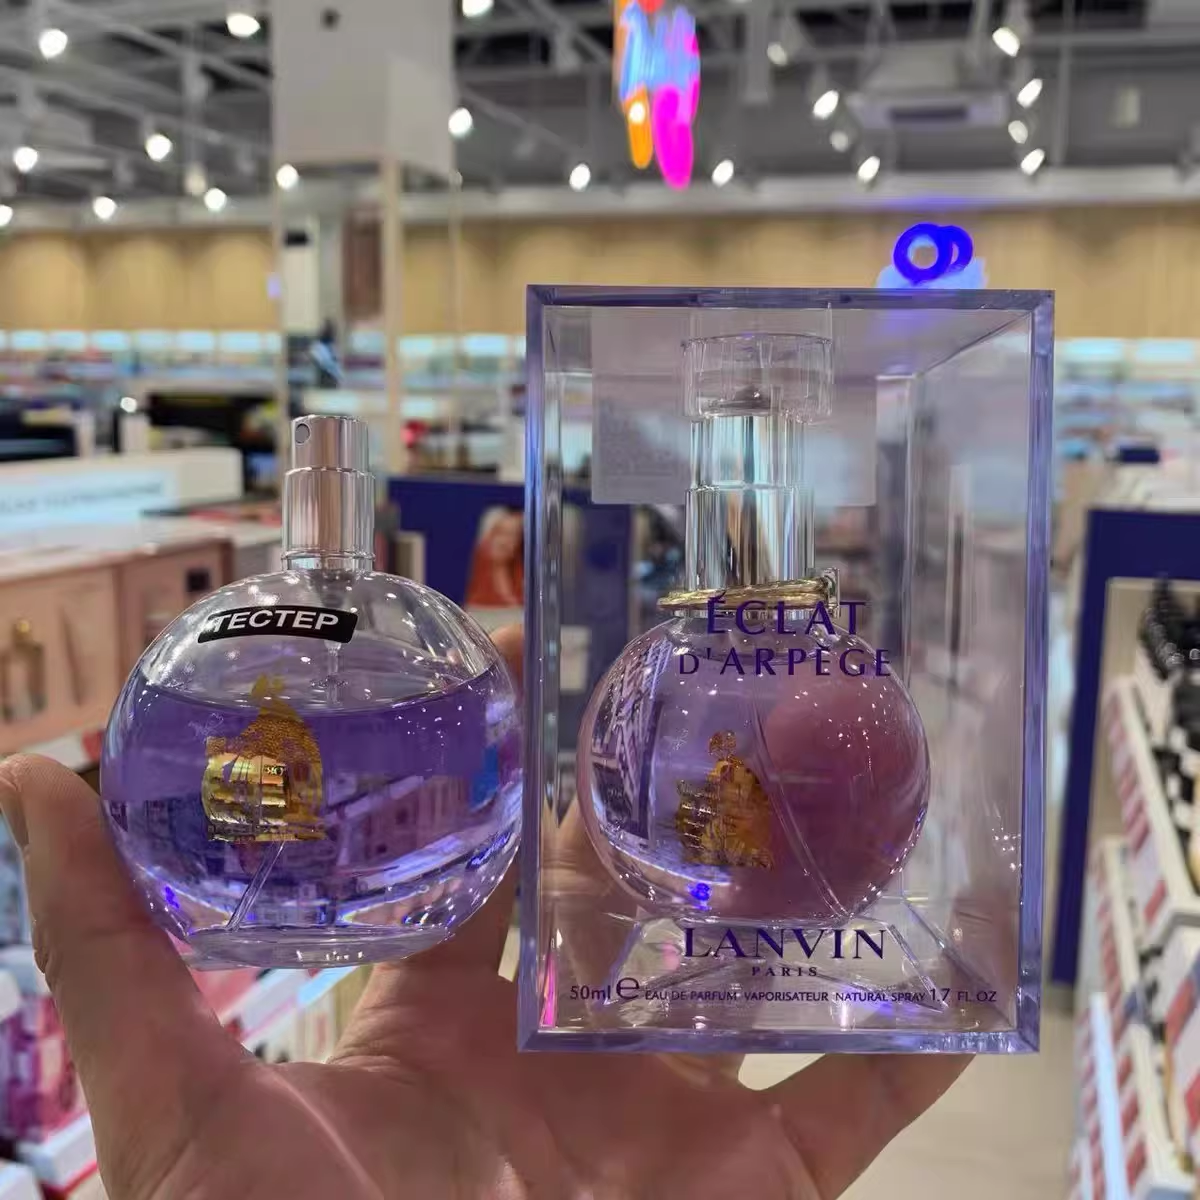 ТЕСТЕР
ÉCLAT
D'ARPÈGE
LANVIN
PARIS
50ml e EAU DE PARFUM VAPORISATEUR NATURAL SPRAY 1.7 FL.OZ